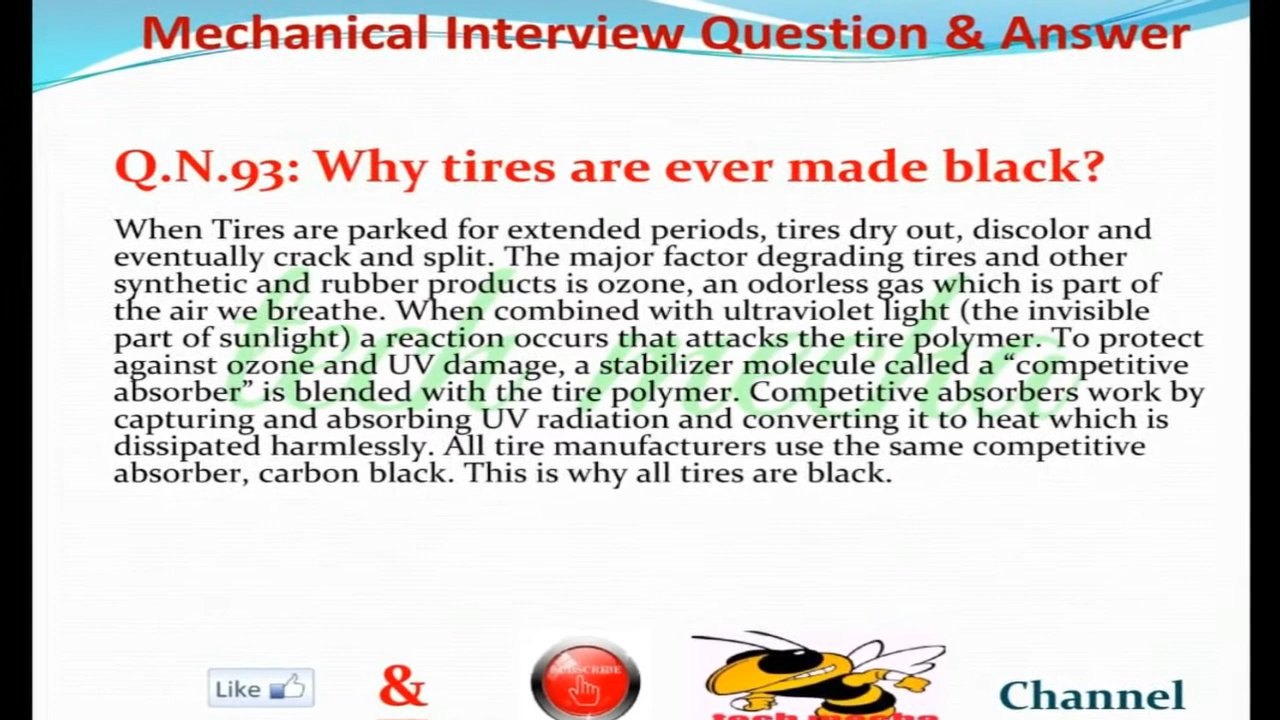 Mechanical Interview Question & Answer
Q.N.93: Why tires are ever made black?
When Tires are parked for extended periods, tires dry out, discolor and
eventually crack and split. The major factor degrading tires and other
synthetic and rubber products is ozone, an odorless gas which is part of
the air we breathe. When combined with ultraviolet light (the invisible
part of sunlight) a reaction occurs that attacks the tire polymer. To protect
against ozone and UV damage, a stabilizer molecule called a “competitive
absorber” is blended with the tire polymer. Competitive absorbers work by
capturing and absorbing UV radiation and converting it to heat which is
dissipated harmlessly. All tire manufacturers use the same competitive
absorber, carbon black. This is why all tires are black.
tech mecha
Like & SUBSCRIBE tech mecha Channel